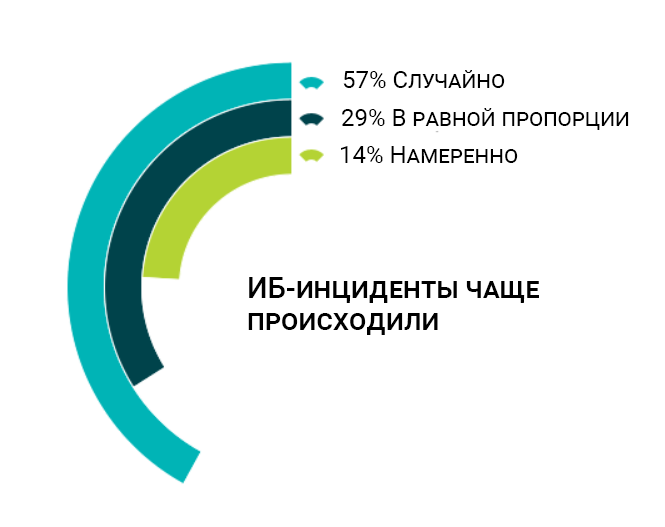 57% Случайно
29% В равной пропорции
14% Намеренно
ИБ-инциденты чаще
происходили